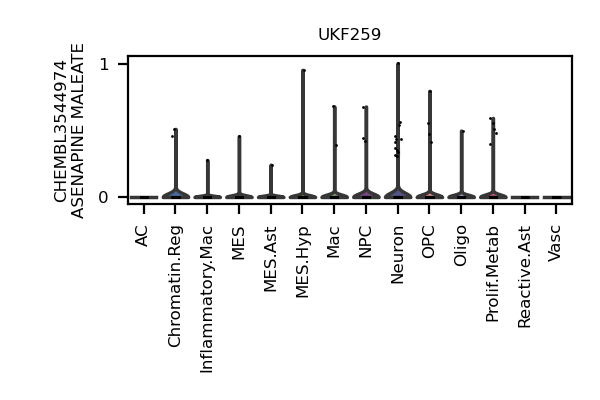 UKF259
CHEMBL3544974
ASENAPINE MALEATE
1
0
AC
Chromatin.Reg
Inflammatory.Mac
MES
MES.Ast
MES.Hyp
Mac
NPC
Neuron
OPC
Oligo
Prolif.Metab
Reactive.Ast
Vasc